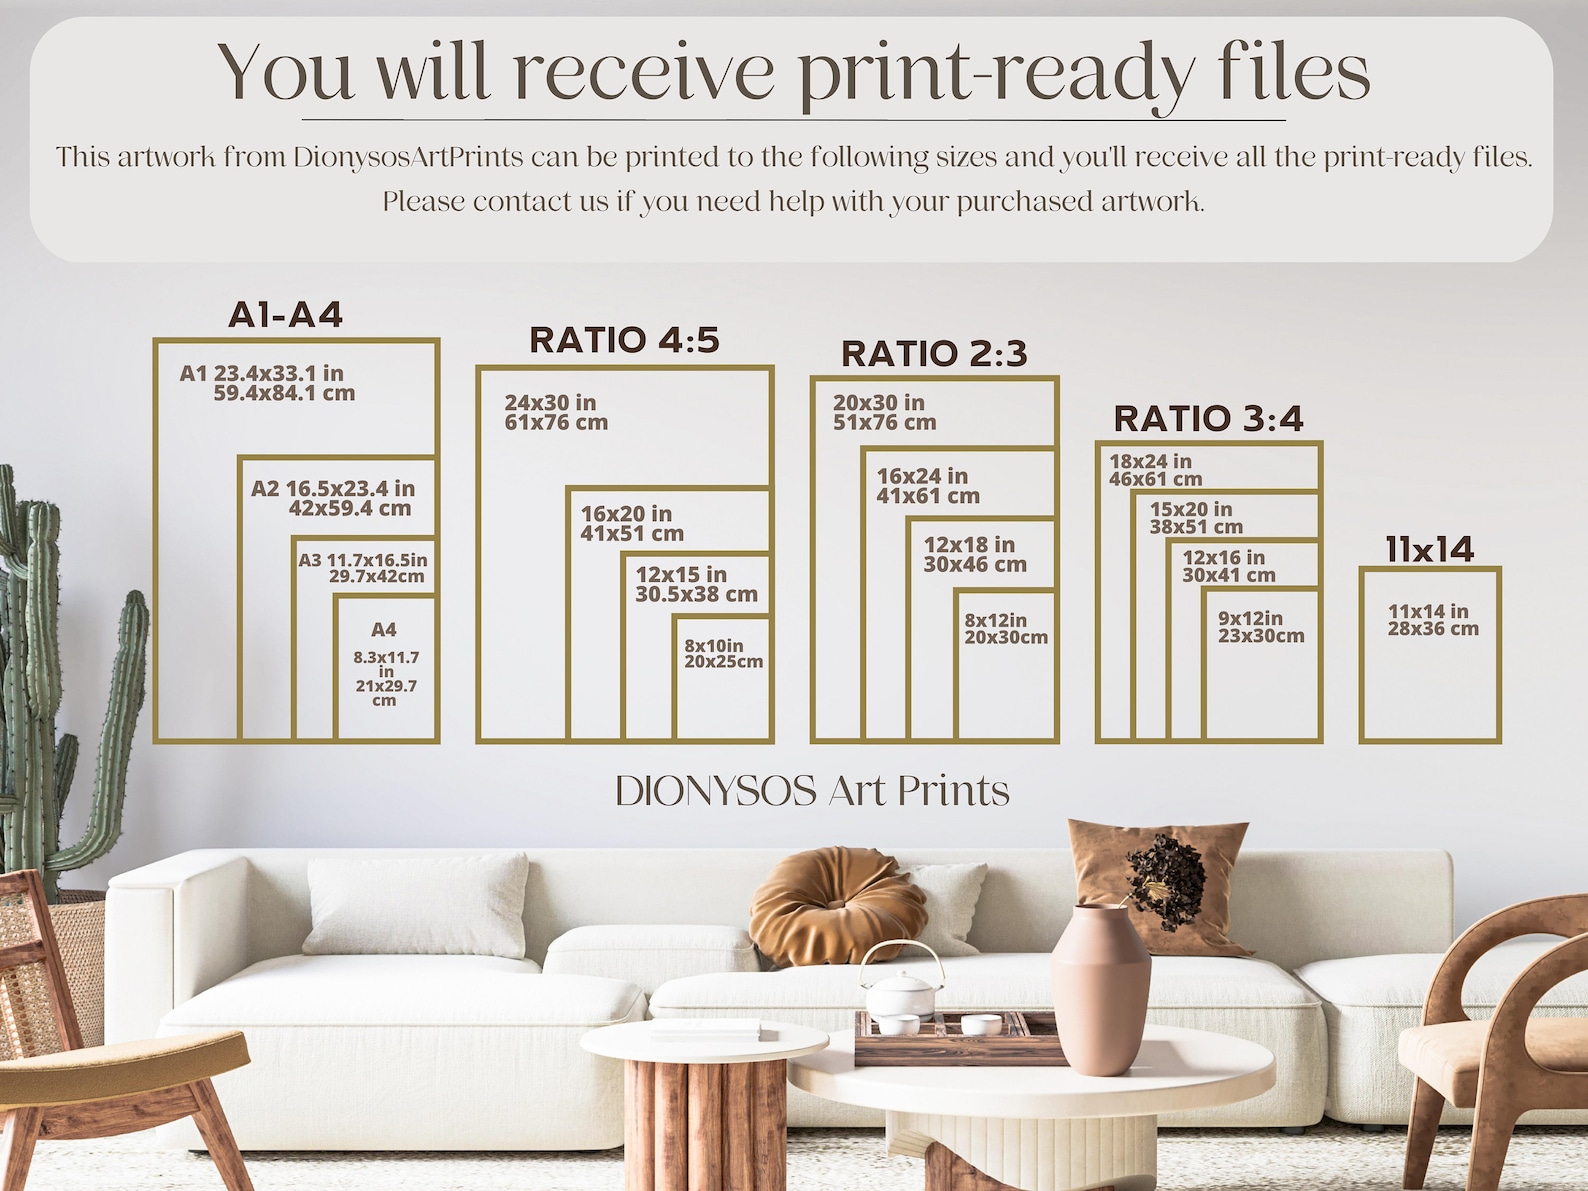 You will receive print-ready files
This artwork from DionysosArtPrints can be printed to the following sizes and you'll receive all the print-ready files.
Please contact us if you need help with your purchased artwork.
A1-A4
A1 23.4x33.1 in
59.4x84.1 cm
A2 16.5x23.4 in
42x59.4 cm
A3 11.7x16.5in
29.7x42cm
A4
8.3x11.7
in
21x29.7
cm
RATIO 4:5
24x30 in
61x76 cm
16x20 in
41x51 cm
12x15 in
30.5x38 cm
8x10in
20x25cm
RATIO 2:3
20x30 in
51x76 cm
16x24 in
41x61 cm
12x18 in
30x46 cm
8x12in
20x30cm
RATIO 3:4
18x24 in
46x61 cm
15x20 in
38x51 cm
12x16 in
30x41 cm
9x12in
23x30cm
11x14
11x14 in
28x36 cm
DIONYSOS Art Prints